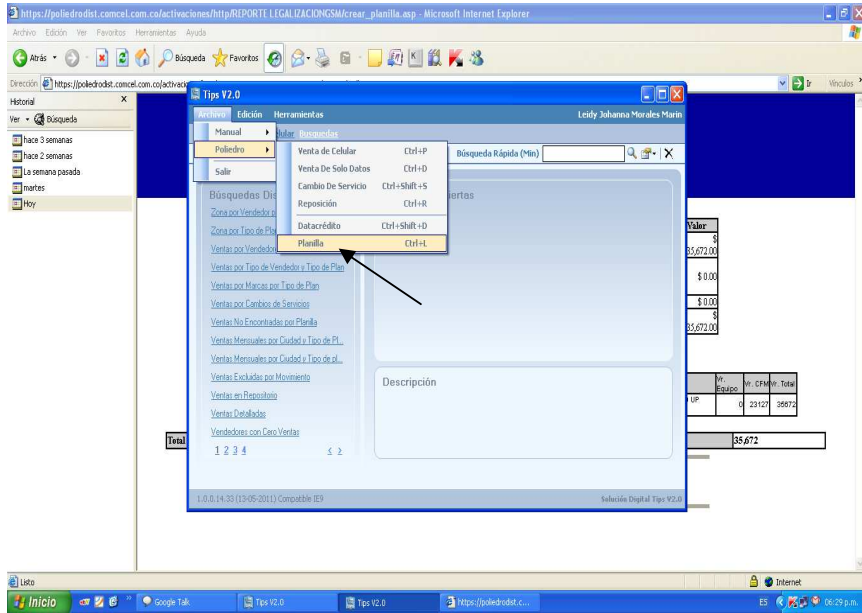 https://poliedrodist.comcel.com.co/activaciones/http/REPORTE LEGALIZACIONGSM/crear_planilla.asp - Microsoft Internet Explorer
Archivo Edición Ver Favoritos Herramientas Ayuda
Atrás Búsqueda Favoritos
Dirección https://poliedrodist.comcel.com.co/activaci Ir Vínculos
Historial X
Ver Búsqueda
hace 3 semanas
hace 2 semanas
La semana pasada
martes
Hoy
Tips V2.0
Archivo Edición Herramientas Leidy Johanna Morales Marin
Búsquedas
Manual
Poliedro
Salir
Venta de Celular Ctrl+P
Venta De Solo Datos Ctrl+D
Cambio De Servicio Ctrl+Shift+S
Reposición Ctrl+R
Datacrédito Ctrl+Shift+D
Planilla Ctrl+L
Búsqueda Rápida (Min)
Búsquedas Dis
iertas
Zona por Vendedor p
Zona por Tipo de Pla
Ventas por Vendedor
Ventas por Tipo de Vendedor y Tipo de Plan
Ventas por Marcas por Tipo de Plan
Ventas por Cambios de Servicios
Ventas No Encontradas por Planilla
Ventas Mensuales por Ciudad y Tipo de Pl...
Ventas Mensuales por Ciudad y Tipo de pl...
Ventas Excluidas por Movimiento
Ventas en Repositorio
Ventas Detalladas
Vendedores con Cero Ventas
1 2 3 4 < >
Descripción
1.0.0.14.33 (13-05-2011) Compatible IE9 Solución Digital Tips V2.0
Valor
$
35,672.00
$ 0.00
$ 0.00
$
35,672.00
Vr. Equipo Vr. CFM Vr. Total
UP 0 23127 35672
Total 35,672
Listo Internet
Inicio Google Talk Tips V2.0 Tips V2.0 https://poliedrodist.c... ES 06:29 p.m.